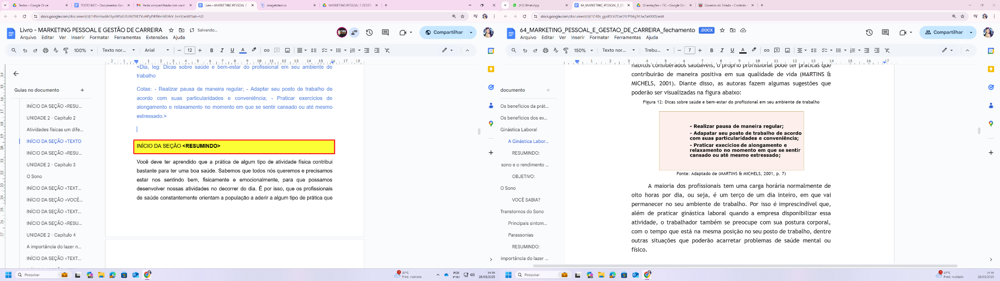 Textos - Google Drive
TEXTO MST - Documentos Goo
Pasta compartilhada com você
Livro - MARKETING PESSOAL E
imagetotext.io
MARKETING PESSOAL E GESTÃO
docs.google.com/document/d/14SmhudAJ5ysWSdU3zXiZRK7VuHPyPiER6mVG4sV_hmY/edit?tab=t.0
Livro - MARKETING PESSOAL E GESTÃO DE CARREIRA
Salvando...
Arquivo Editar Ver Inserir Formatar Ferramentas Extensões Ajuda
Compartilhar
100% Texto nor... Arial 12
Guias no documento
INÍCIO DA SEÇÃO <RESU...
UNIDADE 2 - Capítulo 2
Atividades físicas um dife...
INÍCIO DA SEÇÃO <TEXTO
INÍCIO DA SEÇÃO <RESU...
UNIDADE 2 - Capítulo 3
O Sono
INÍCIO DA SEÇÃO <TEXT...
INÍCIO DA SEÇÃO <VOCÊ...
INÍCIO DA SEÇÃO <TEXT...
INÍCIO DA SEÇÃO <RESU...
UNIDADE 2 - Capítulo 4
A importância do lazer n...
INÍCIO DA SEÇÃO <TEXT...
<Dia, leg: Dicas sobre saúde e bem-estar do profissional em seu ambiente de
trabalho
Cotas: - Realizar pausa de maneira regular; - Adaptar seu posto de trabalho de
acordo com suas particularidades e conveniência; - Praticar exercícios de
alongamento e relaxamento no momento em que se sentir cansado ou até mesmo
estressado.>
INÍCIO DA SEÇÃO <RESUMINDO>
Você deve ter aprendido que a prática de algum tipo de atividade física contribui
bastante para ter uma boa saúde. Sabemos que todos nós queremos e precisamos
estar nos sentindo bem, fisicamente e emocionalmente, para que possamos
desenvolver nossas atividades no decorrer do dia. É por isso, que os profissionais
de saúde constantemente orientam a população a aderir a algum tipo de prática que
Pesquisar
27°C
Pred. nublado
POR
PTB2
14:36
28/03/2025
(44) WhatsApp
64_MARKETING_PESSOAL_E_GE
Orientações - FIC - Google Driv
Governo do Estado - Controle
docs.google.com/document/d/1C40s_gpdDLVZGeGYLPRAjj3KJwZa6XX0/edit
64_MARKETING_PESSOAL_E_GESTAO_DE_CARREIRA_fechamento .DOCX
Arquivo Editar Ver Inserir Formatar Ferramentas Ajuda
Compartilhar
150% Texto nor... Trebu... 7
documento
Os benefícios da prát...
Os benefícios dos ex...
Ginástica Laboral
A Ginástica Labor...
RESUMINDO:
sono e o rendimento ...
OBJETIVO:
O Sono
VOCÊ SABIA?
Transtornos do Sono
Principais sintom...
Parassonias
RESUMINDO:
importância do lazer ...
hábitos considerados saudáveis, o próprio profissional pode ter práticas que
contribuirão de maneira positiva em sua qualidade de vida (MARTINS &
MICHELS, 2001). Diante disso, as autoras fazem algumas sugestões que
poderão ser visualizadas na figura abaixo:
Figura 12: Dicas sobre saúde e bem-estar do profissional em seu ambiente de trabalho
- Realizar pausa de maneira regular;
- Adapatar seu posto de trabalho de acordo
com suas particularidades e conveniência;
- Praticar execícios de alongamento e
relaxamento no momento em que se sentir
cansado ou até mesmo estressado;
Fonte: Adaptado de (MARTINS & MICHELS, 2001, p. 7)
A maioria dos profissionais tem uma carga horária normalmente de
oito horas por dia, ou seja, é um terço de um dia inteiro, em que vai
permanecer no seu ambiente de trabalho. Por isso é imprescindível que,
além de praticar ginástica laboral quando a empresa disponibilizar essa
atividade, o trabalhador também se preocupe com sua postura corporal,
com o tempo que está na mesma posição no seu posto de trabalho, dentre
outras situações que poderão acarretar problemas de saúde mental ou
físico.
Pesquisar
27°C
Pred. nublado
14:36
28/03/2025